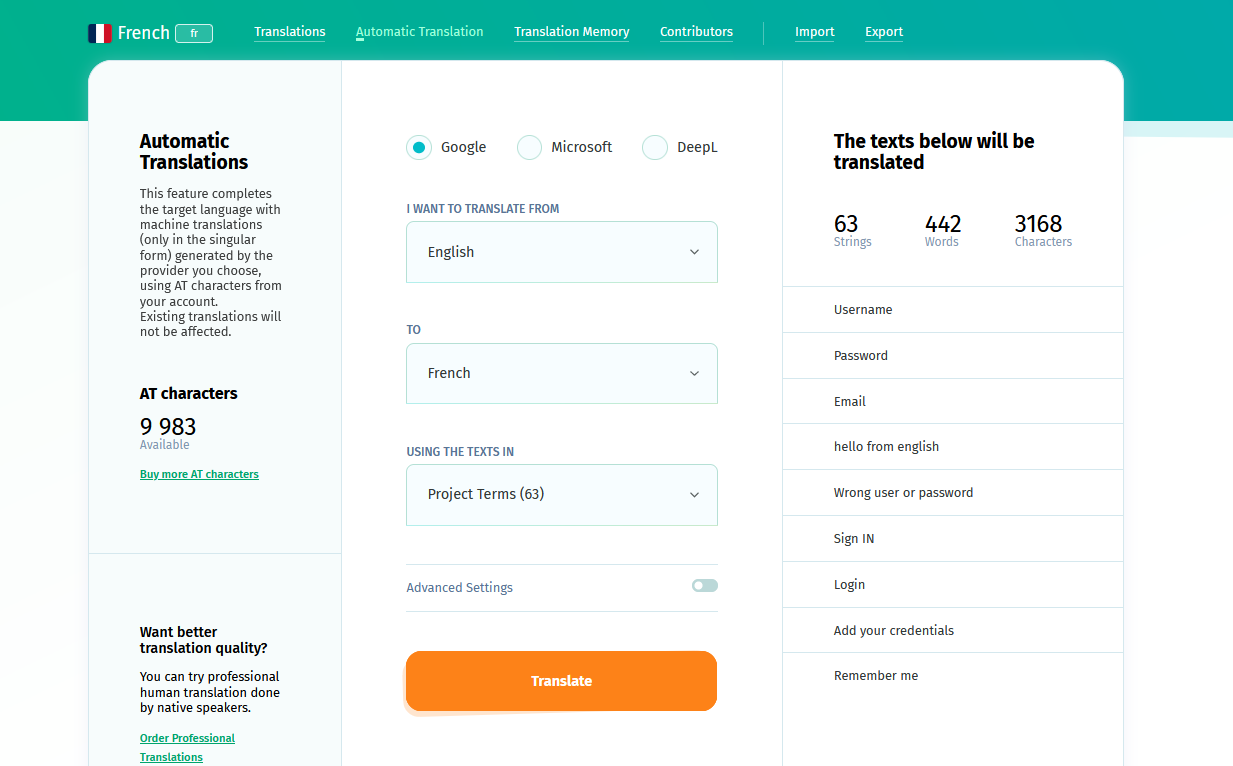 French fr
Translations
Automatic Translation
Translation Memory
Contributors
Import
Export
Automatic
Translations
This feature completes
the target language with
machine translations
(only in the singular
form) generated by the
provider you choose,
using AT characters from
your account.
Existing translations will
not be affected.
AT characters
9 983
Available
Buy more AT characters
Want better
translation quality?
You can try professional
human translation done
by native speakers.
Order Professional
Translations
Google
Microsoft
DeepL
I WANT TO TRANSLATE FROM
English
TO
French
USING THE TEXTS IN
Project Terms (63)
Advanced Settings
Translate
The texts below will be
translated
63
Strings
442
Words
3168
Characters
Username
Password
Email
hello from english
Wrong user or password
Sign IN
Login
Add your credentials
Remember me